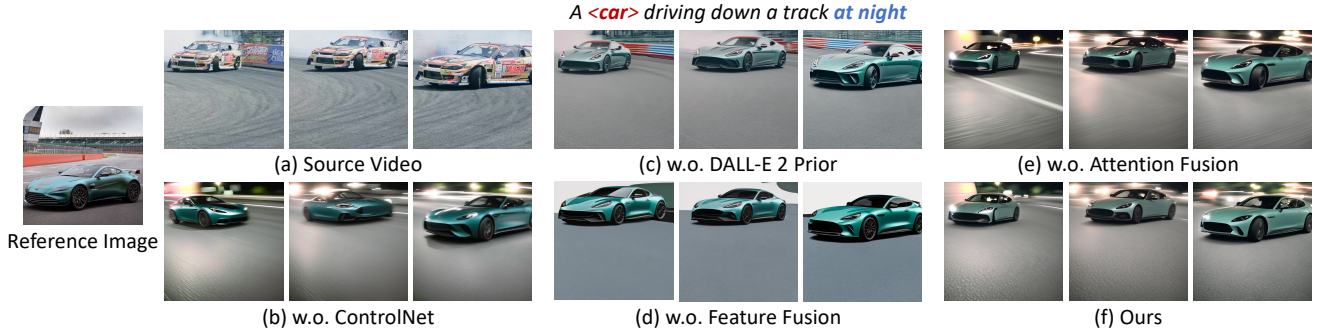 A <car> driving down a track at night
Reference Image
(a) Source Video
(c) w.o. DALL-E 2 Prior
(e) w.o. Attention Fusion
(b) w.o. ControlNet
(d) w.o. Feature Fusion
(f) Ours